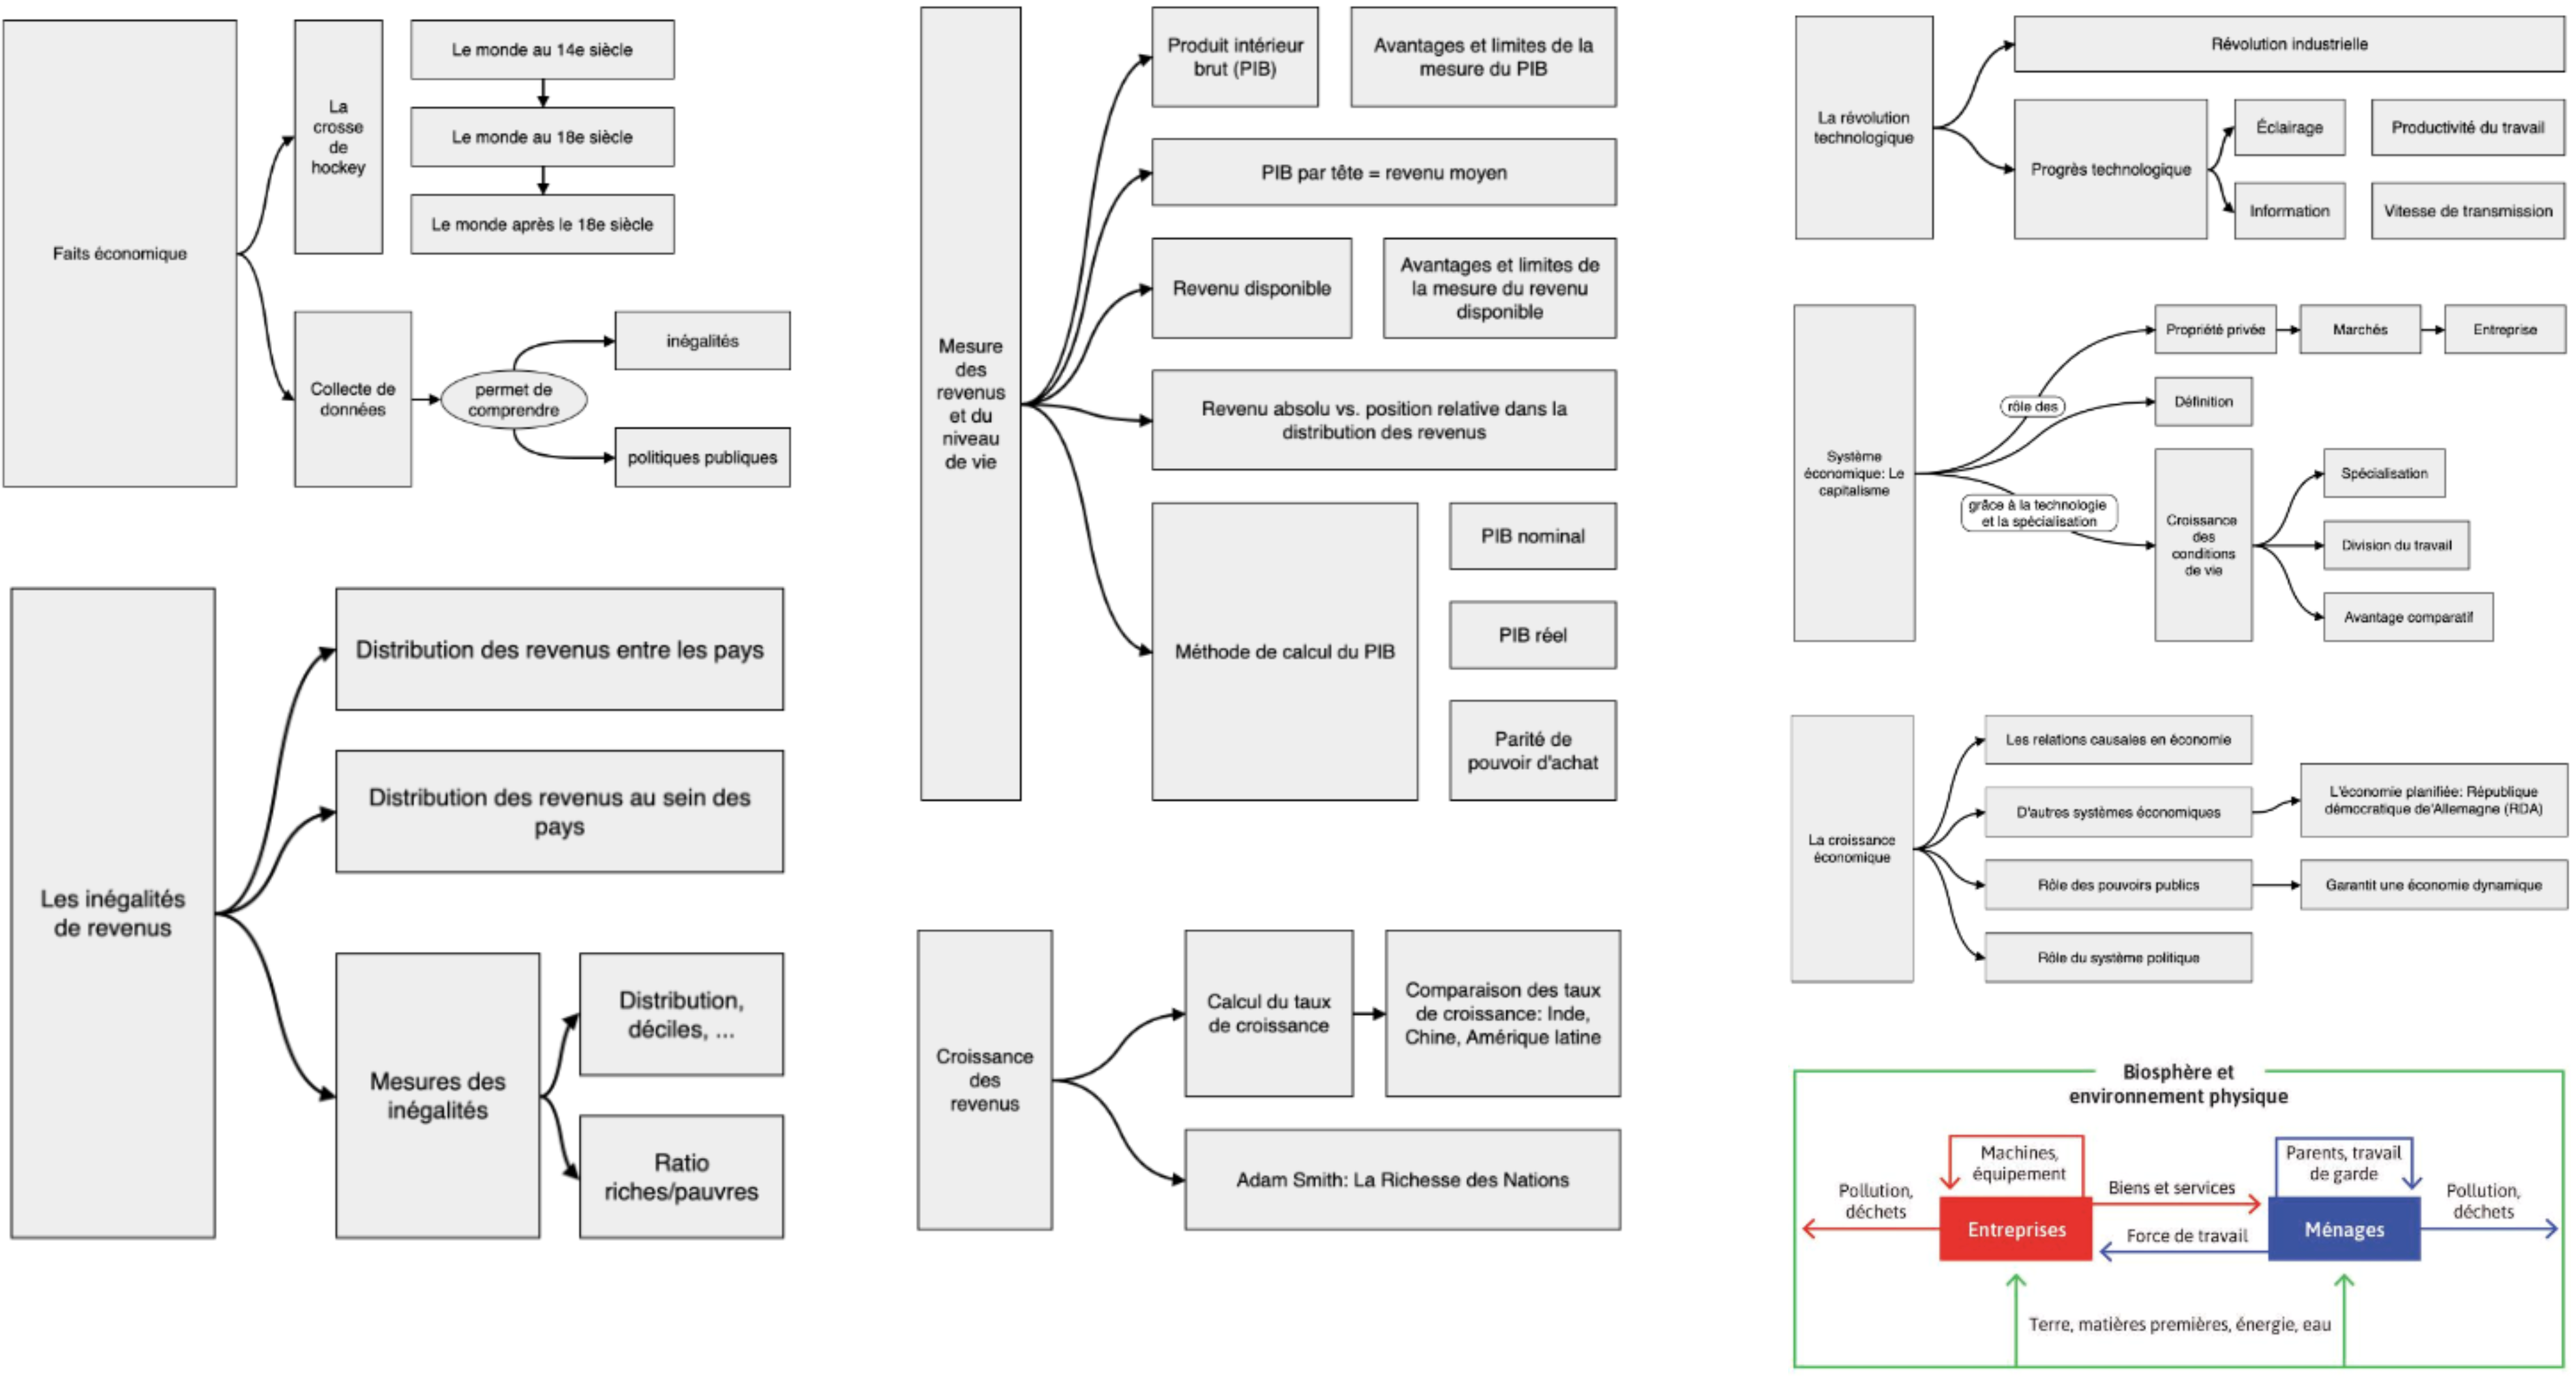 Faits économique
La
crosse
de
hockey
Le monde au 14e siècle
Le monde au 18e siècle
Le monde après le 18e siècle
Collecte de
données
permet de
comprendre
inégalités
politiques publiques
Les inégalités
de revenus
Distribution des revenus entre les pays
Distribution des revenus au sein des
pays
Mesures des
inégalités
Distribution,
déciles, ...
Ratio
riches/pauvres
Mesure
des
revenus
et du
niveau
de vie
Produit intérieur
brut (PIB)
Avantages et limites de la
mesure du PIB
PIB par tête = revenu moyen
Revenu disponible
Avantages et limites de
la mesure du revenu
disponible
Revenu absolu vs. position relative dans la
distribution des revenus
Méthode de calcul du PIB
PIB nominal
PIB réel
Parité de
pouvoir d'achat
Croissance
des
revenus
Calcul du taux
de croissance
Comparaison des taux
de croissance: Inde,
Chine, Amérique latine
Adam Smith: La Richesse des Nations
La révolution
technologique
Révolution industrielle
Progrès technologique
Éclairage
Productivité du travail
Information
Vitesse de transmission
Système
économique: Le
capitalisme
rôle des
Propriété privée
Marchés
Entreprise
Définition
grâce à la technologie
et la spécialisation
Croissance
des
conditions
de vie
Spécialisation
Division du travail
Avantage comparatif
La croissance
économique
Les relations causales en économie
D'autres systèmes économiques
L'économie planifiée: République
démocratique de'Allemagne (RDA)
Rôle des pouvoirs publics
Garantit une économie dynamique
Rôle du système politique
Biosphère et
environnement physique
Machines,
équipement
Parents, travail
de garde
Pollution,
déchets
Biens et services
Pollution,
déchets
Entreprises
Force de travail
Ménages
Terre, matières premières, énergie, eau